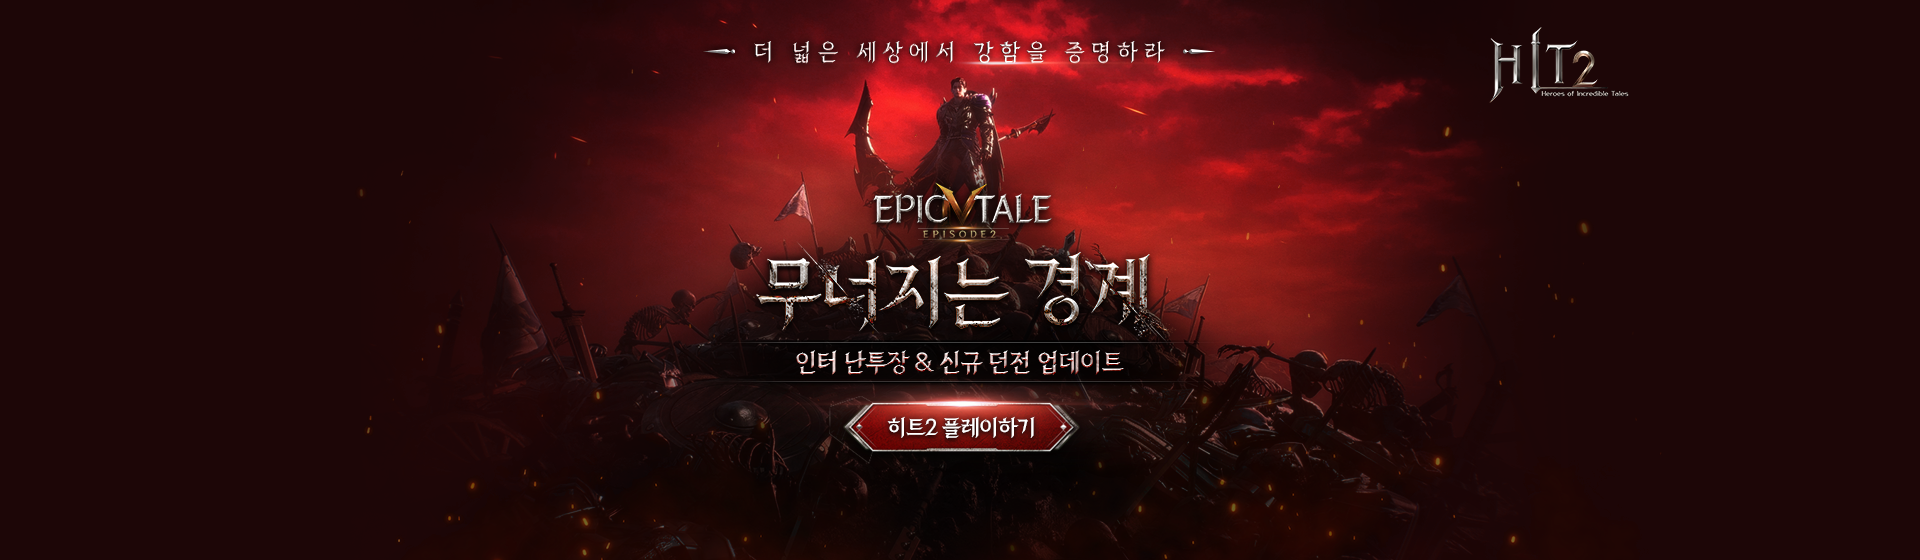 더 넓은 세상에서 강함을 증명하라
HIT2
Heroes of Incredible Tales
EPIC TALE
EPISODE 2.
무너지는 경계
인터 난투장 & 신규 던전 업데이트
히트2 플레이하기